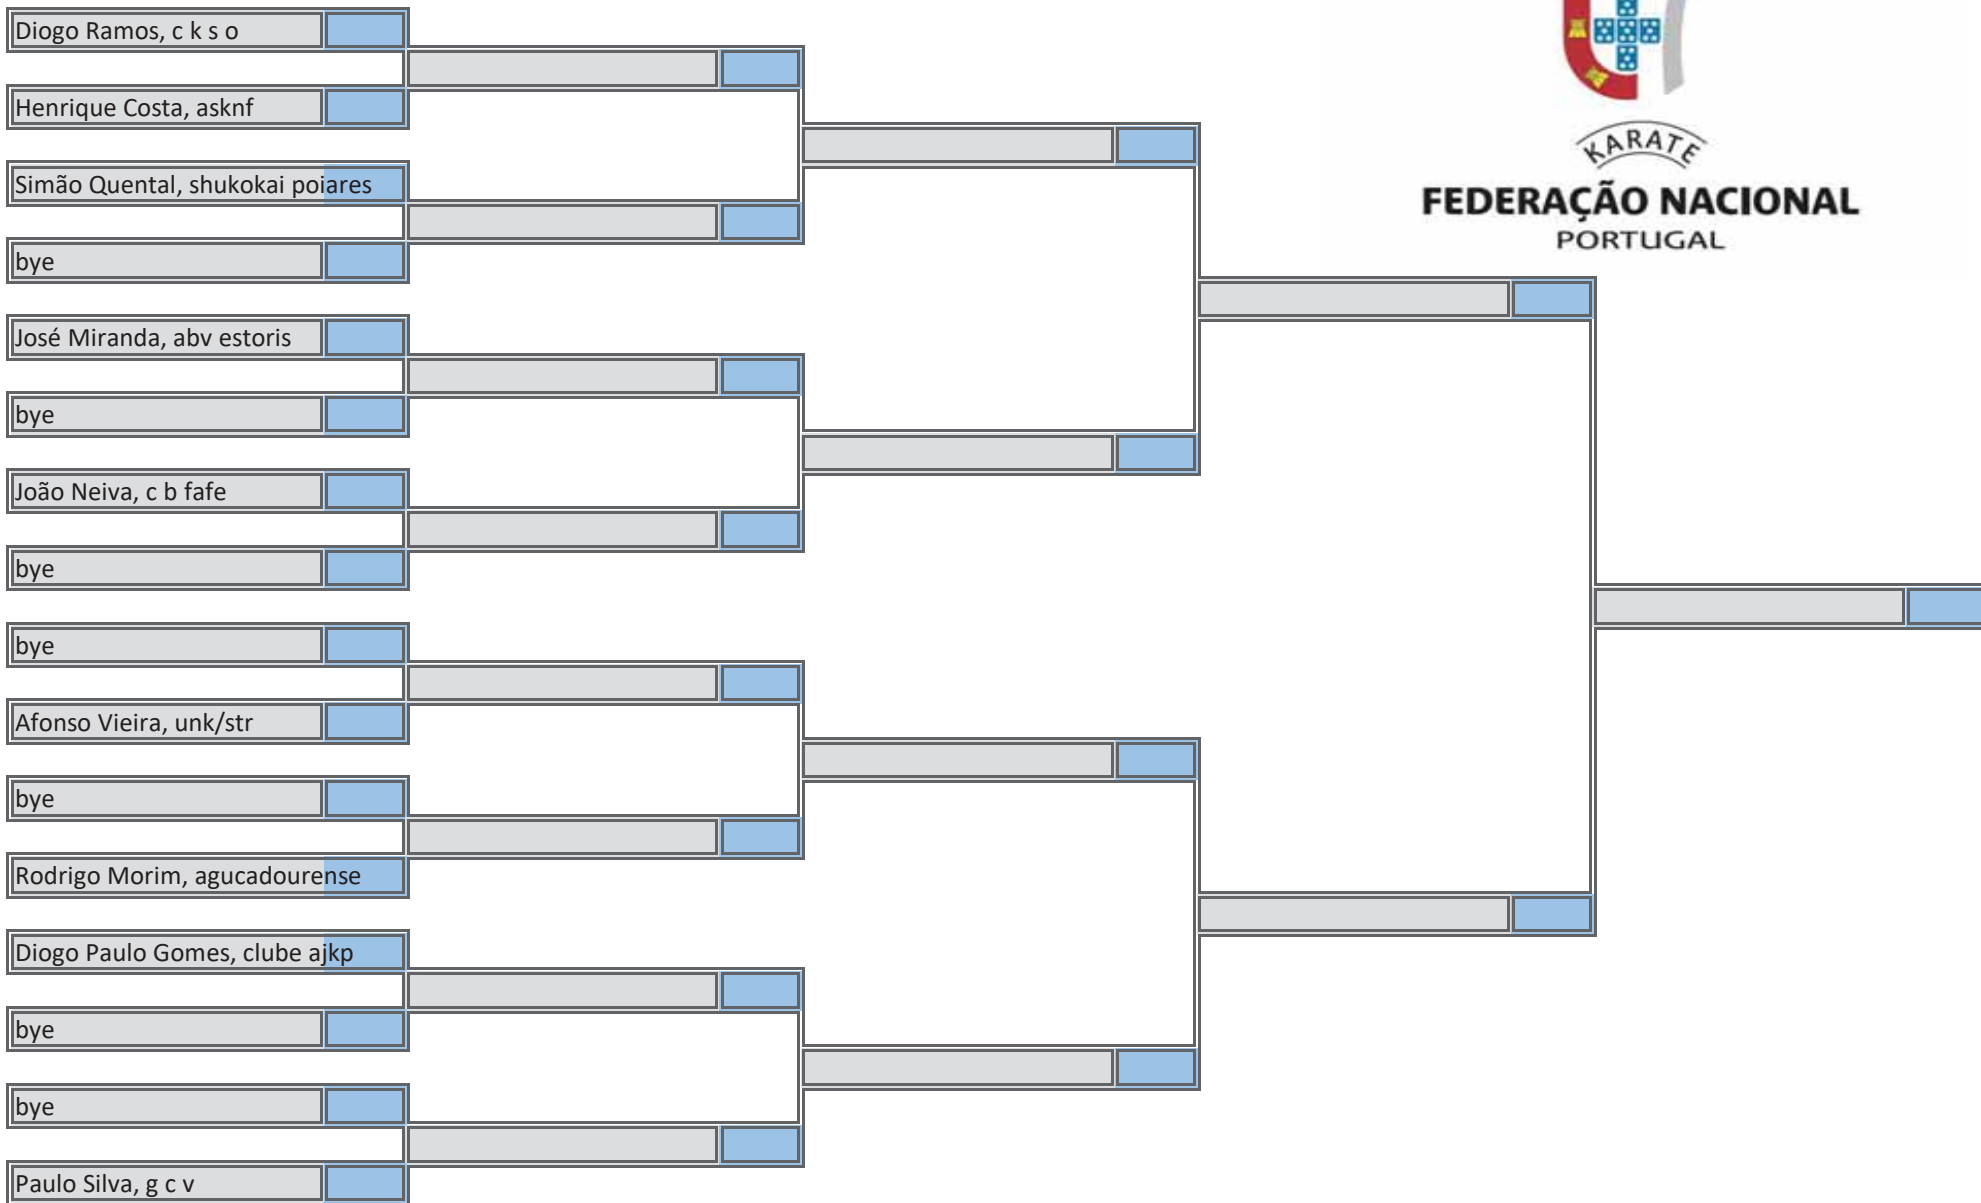 Diogo Ramos, c k s o
Henrique Costa, asknf
Simão Quental, shukokai poiares
bye
José Miranda, abv estoris
bye
João Neiva, c b fafe
bye
bye
Afonso Vieira, unk/str
bye
Rodrigo Morim, agucadourense
Diogo Paulo Gomes, clube ajkp
bye
bye
Paulo Silva, g c v
KARATE
FEDERAÇÃO NACIONAL
PORTUGAL